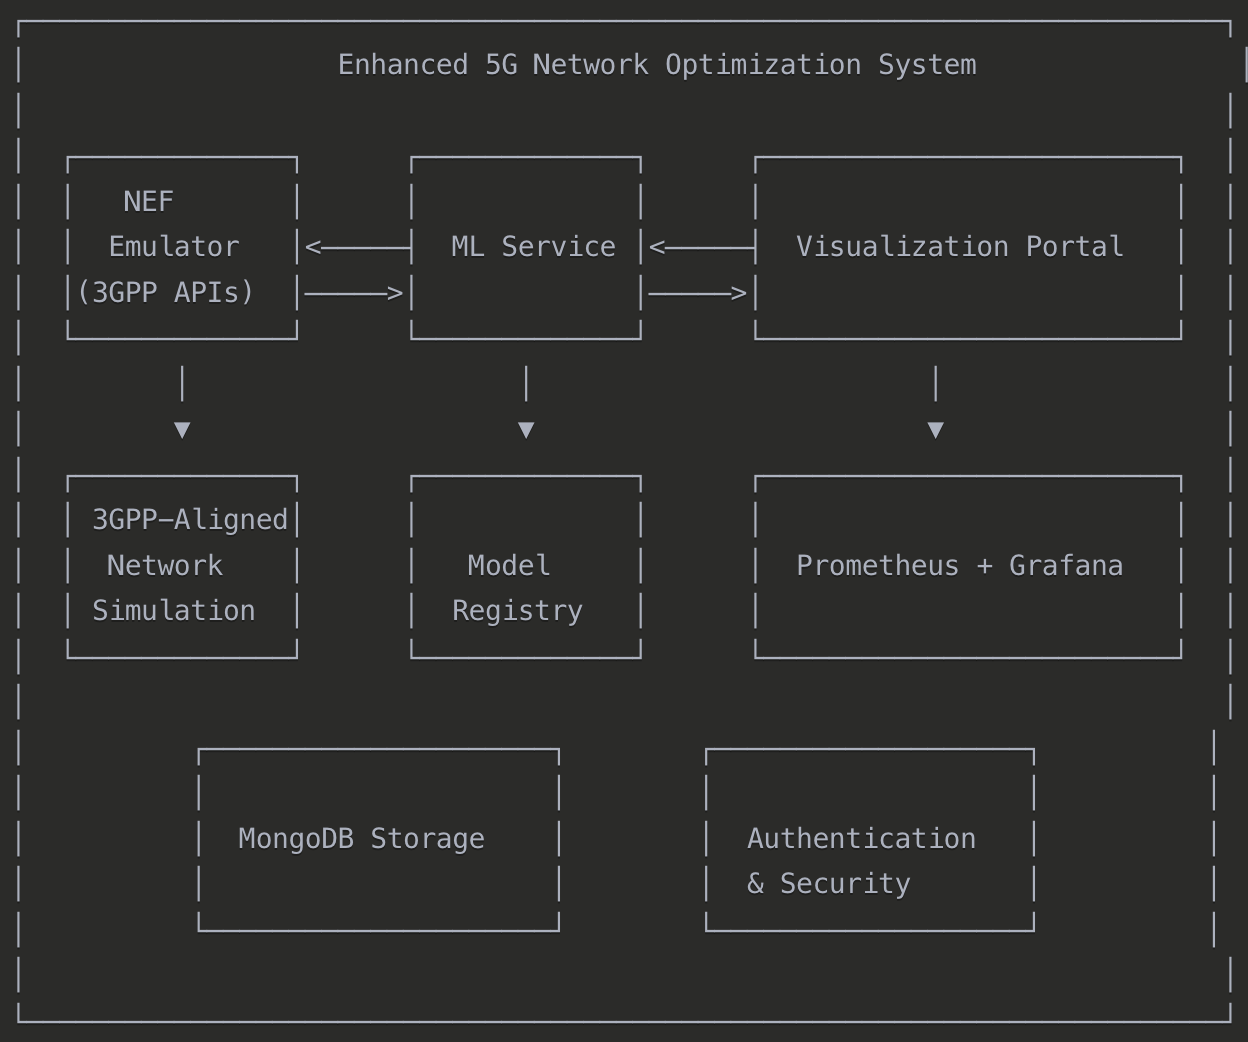 Enhanced 5G Network Optimization System
NEF
Emulator
(3GPP APIs)
ML Service
Visualization Portal
3GPP-Aligned
Network
Simulation
Model
Registry
Prometheus + Grafana
MongoDB Storage
Authentication
& Security